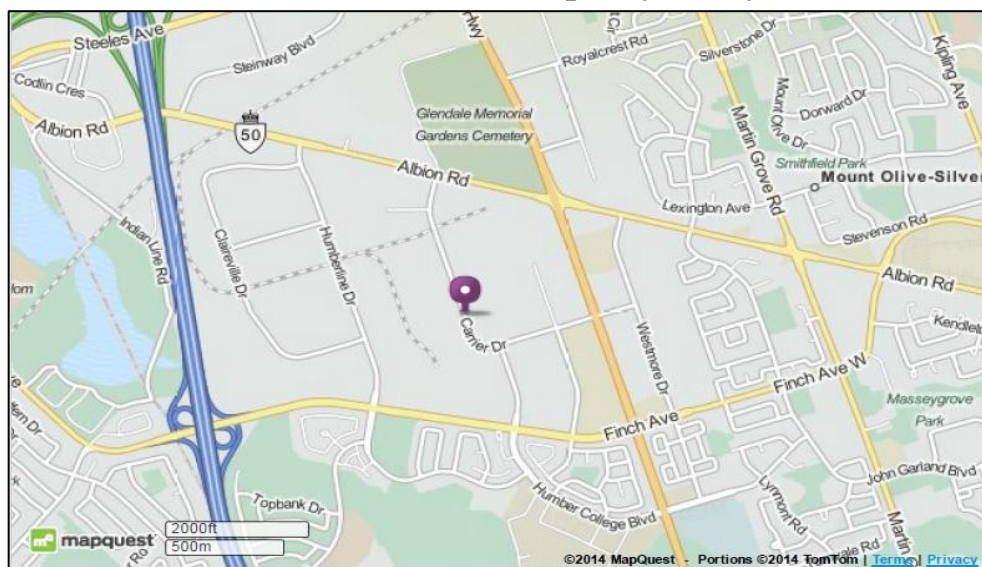 Steeles Ave
Steinway Blvd
Hwy
Royalcrest Rd
Silverstone Dr
Kipling Ave
Codlin Cres
Albion Rd
50
Glendale Memorial
Gardens Cemetery
Mount Olive Dr
Dorward Dr
Martin Grove Rd
Smithfield Park
Mount Olive-Silver
Albion Rd
Lexington Ave
Stevenson Rd
Indian Line Rd
Claireville Dr
Humberline Dr
Albion Rd
Carrier Dr
Westmore Dr
Finch Ave W
Finch Ave
Masseygrove
Park
John Garland Blvd
Humber College Blvd
Lynmont Rd
Topbank Dr
mapquest
2000ft
500m
©2014 MapQuest - Portions ©2014 TomTom | Terms | Privacy